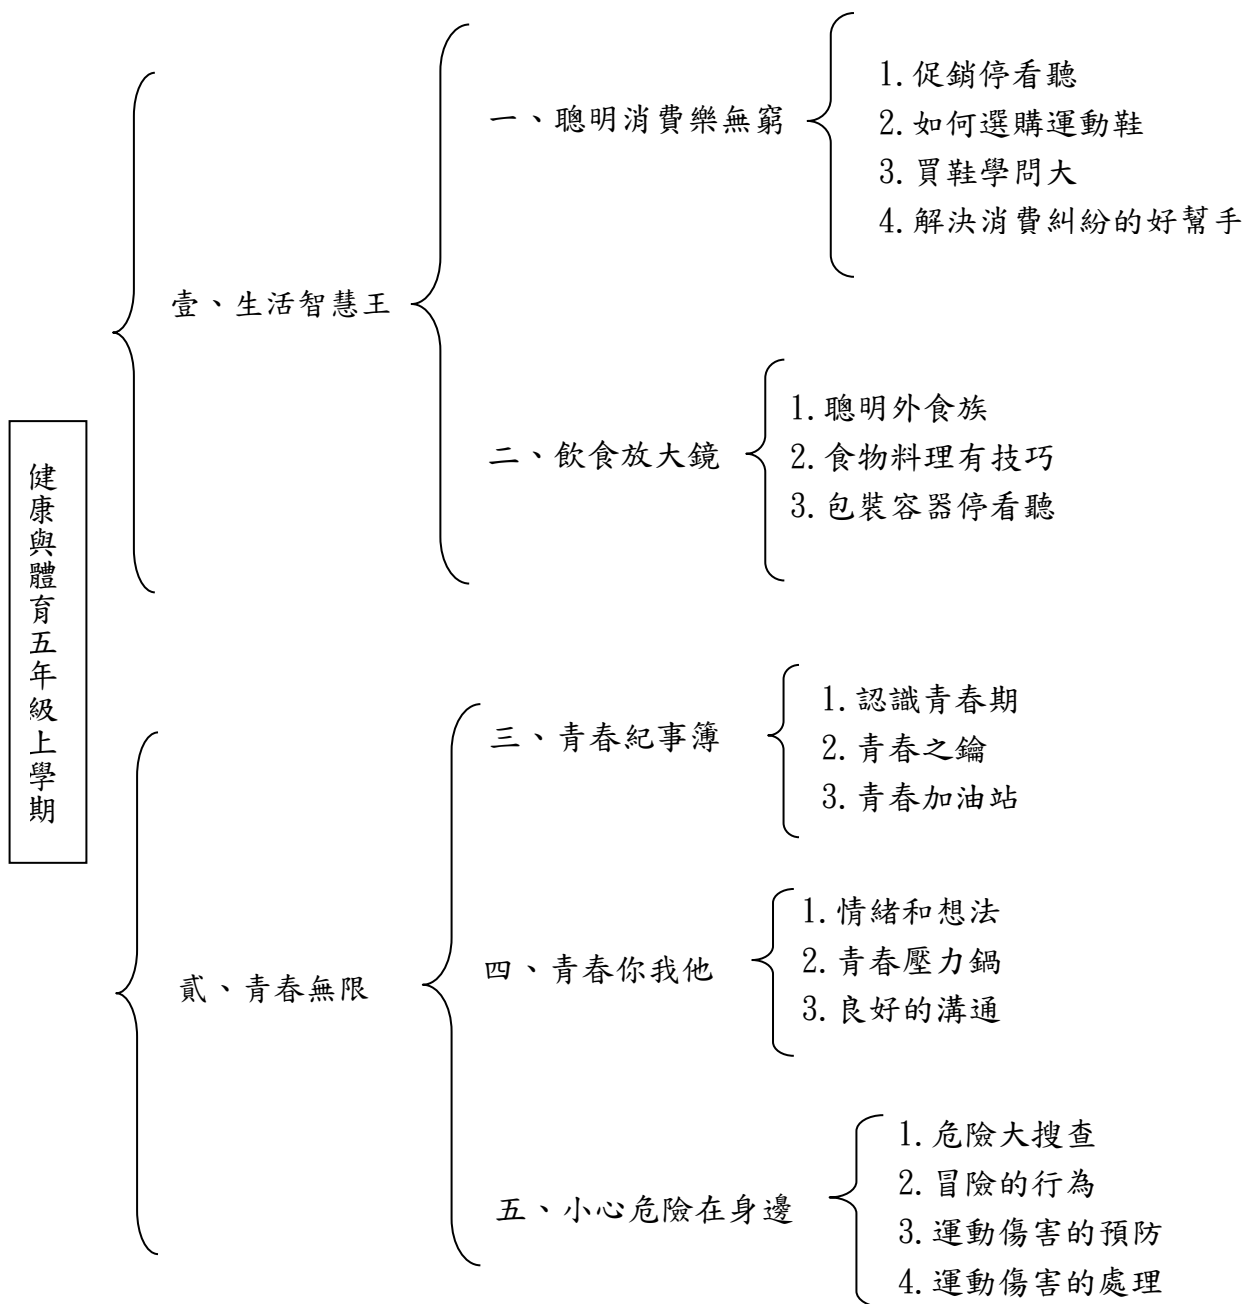 健康與體育五年級上學期
壹、生活智慧王
一、聰明消費樂無窮
1.促銷停看聽
2.如何選購運動鞋
3.買鞋學問大
4.解決消費糾紛的好幫手
二、飲食放大鏡
1.聰明外食族
2.食物料理有技巧
3.包裝容器停看聽
貳、青春無限
三、青春紀事簿
1.認識青春期
2.青春之鑰
3.青春加油站
四、青春你我他
1.情緒和想法
2.青春壓力鍋
3.良好的溝通
五、小心危險在身邊
1.危險大搜查
2.冒險的行為
3.運動傷害的預防
4.運動傷害的處理